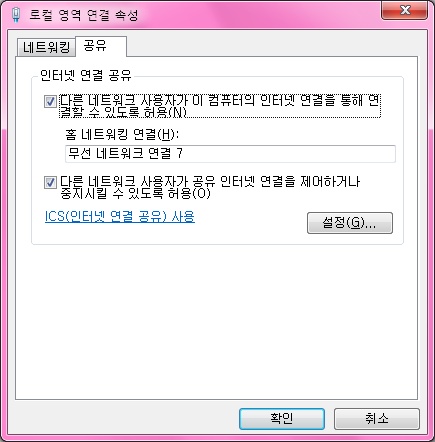 로컬 영역 연결 속성
네트워킹 공유
인터넷 연결 공유
다른 네트워크 사용자가 이 컴퓨터의 인터넷 연결을 통해 연
결할 수 있도록 허용(N)
홈 네트워킹 연결(H):
무선 네트워크 연결 7
다른 네트워크 사용자가 공유 인터넷 연결을 제어하거나
중지시킬 수 있도록 허용(O)
ICS(인터넷 연결 공유) 사용
설정(G)...
확인 취소